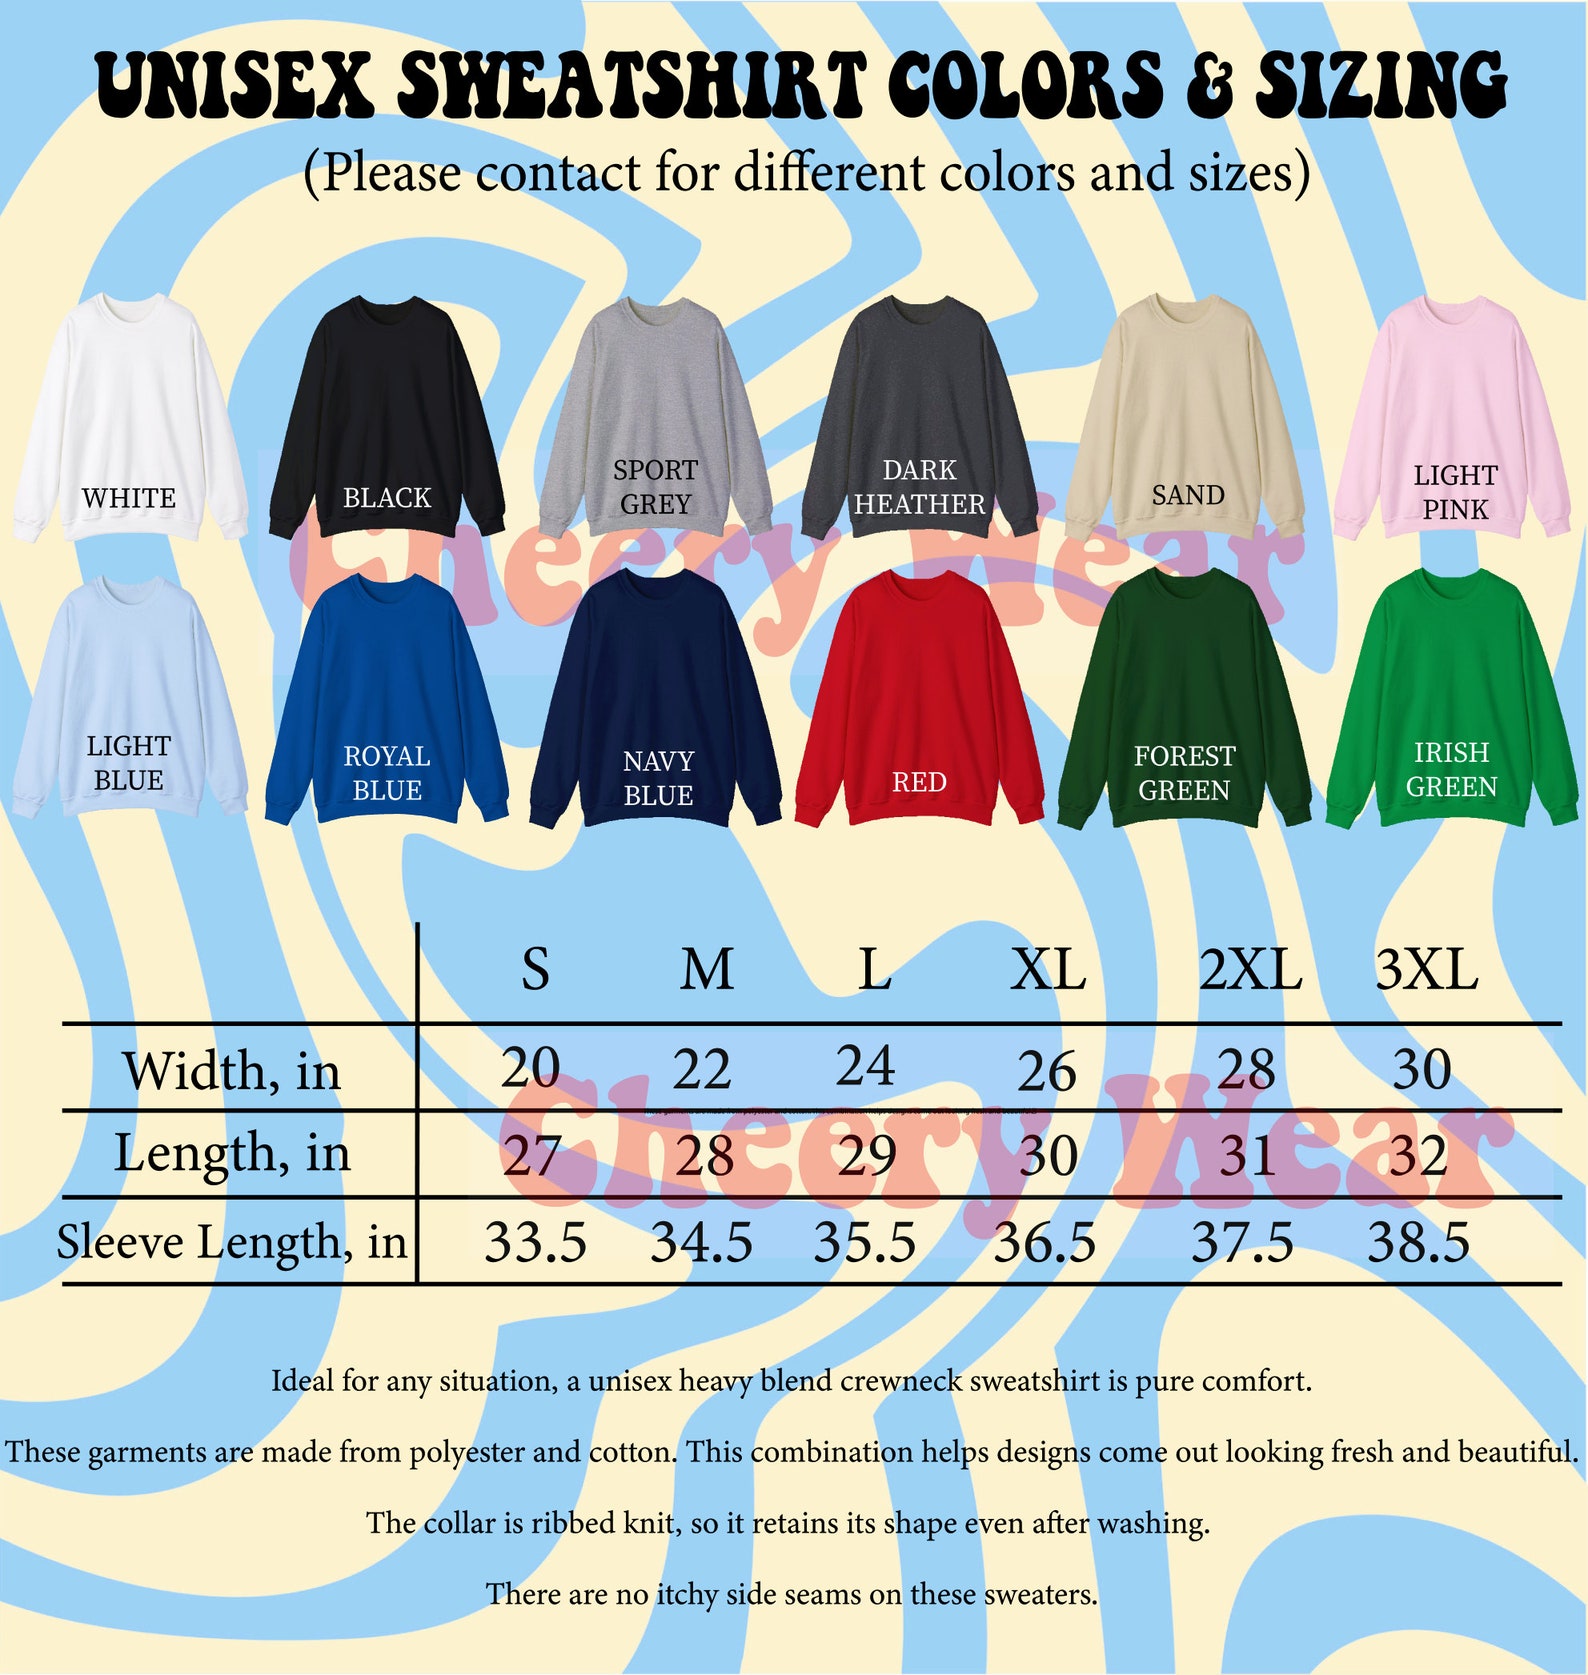 UNISEX SWEATSHIRT COLORS & SIZING
(Please contact for different colors and sizes)
WHITE
BLACK
SPORT
GREY
DARK
HEATHER
SAND
LIGHT
PINK
Cheery Wear
LIGHT
BLUE
ROYAL
BLUE
NAVY
BLUE
RED
FOREST
GREEN
IRISH
GREEN
S M L XL 2XL 3XL
Width, in 20 22 24 26 28 30
Cheery Wear
Length, in 27 28 29 30 31 32
Sleeve Length, in 33.5 34.5 35.5 36.5 37.5 38.5
Ideal for any situation, a unisex heavy blend crewneck sweatshirt is pure comfort.
These garments are made from polyester and cotton. This combination helps designs come out looking fresh and beautiful.
The collar is ribbed knit, so it retains its shape even after washing.
There are no itchy side seams on these sweaters.